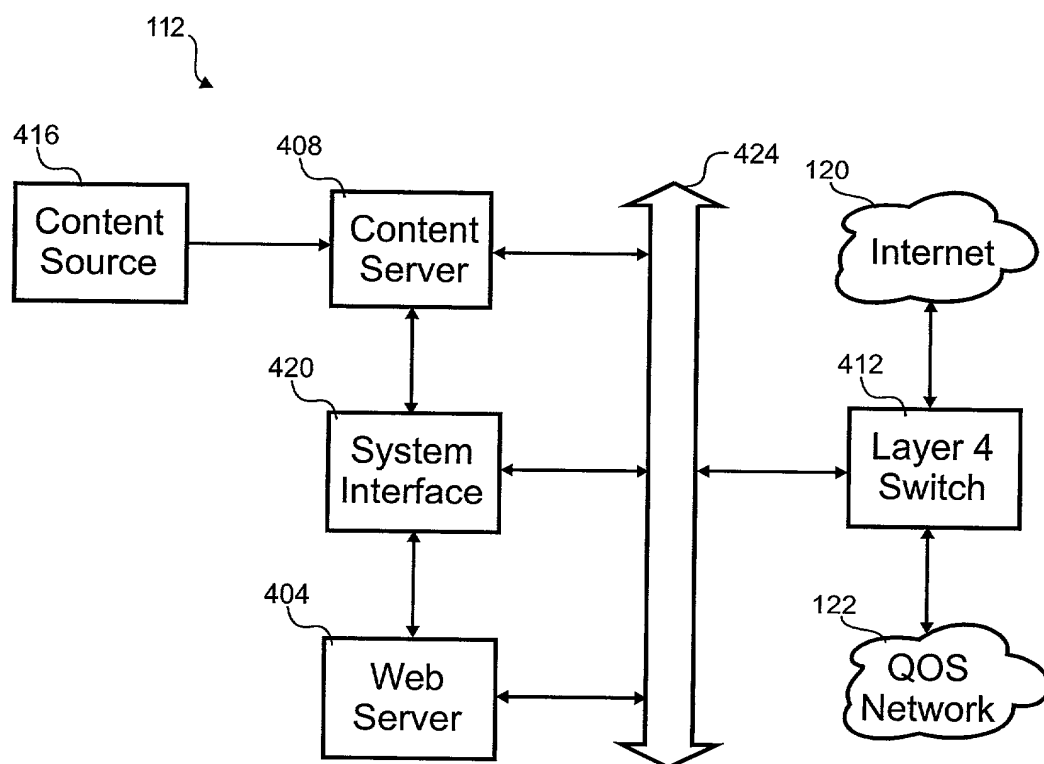 112
416
Content
Source
408
Content
Server
424
120
Internet
420
System
Interface
412
Layer 4
Switch
404
Web
Server
122
QOS
Network